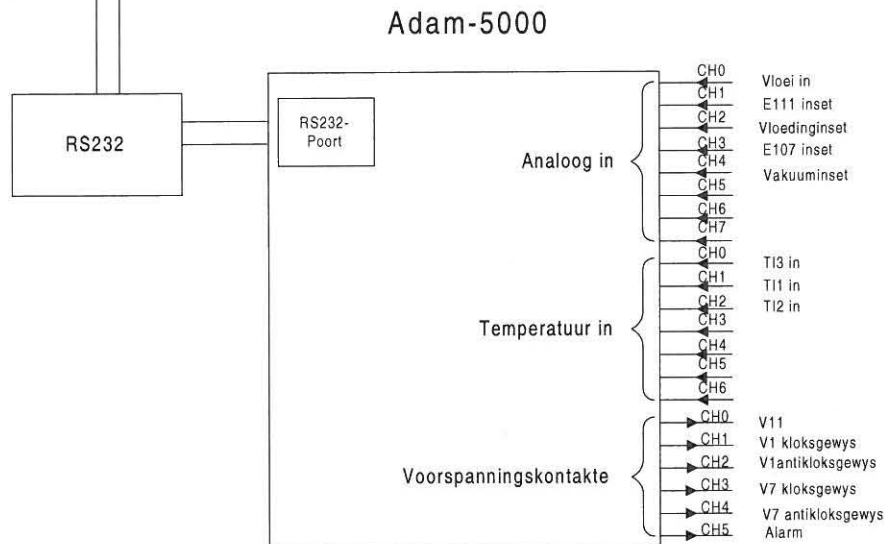 Adam-5000
RS232
RS232-
Poort
Analoog in
CH0 Vloei in
CH1 E111 inset
CH2 Vloedinginset
CH3 E107 inset
CH4 Vakuuminset
CH5
CH6
CH7
Temperatuur in
CH0 TI3 in
CH1 TI1 in
CH2 TI2 in
CH3
CH4
CH5
CH6
Voorspanningskontakte
CH0 V11
CH1 V1 kloksgewys
CH2 V1antikloksgewys
CH3 V7 kloksgewys
CH4 V7 antikloksgewys
CH5 Alarm